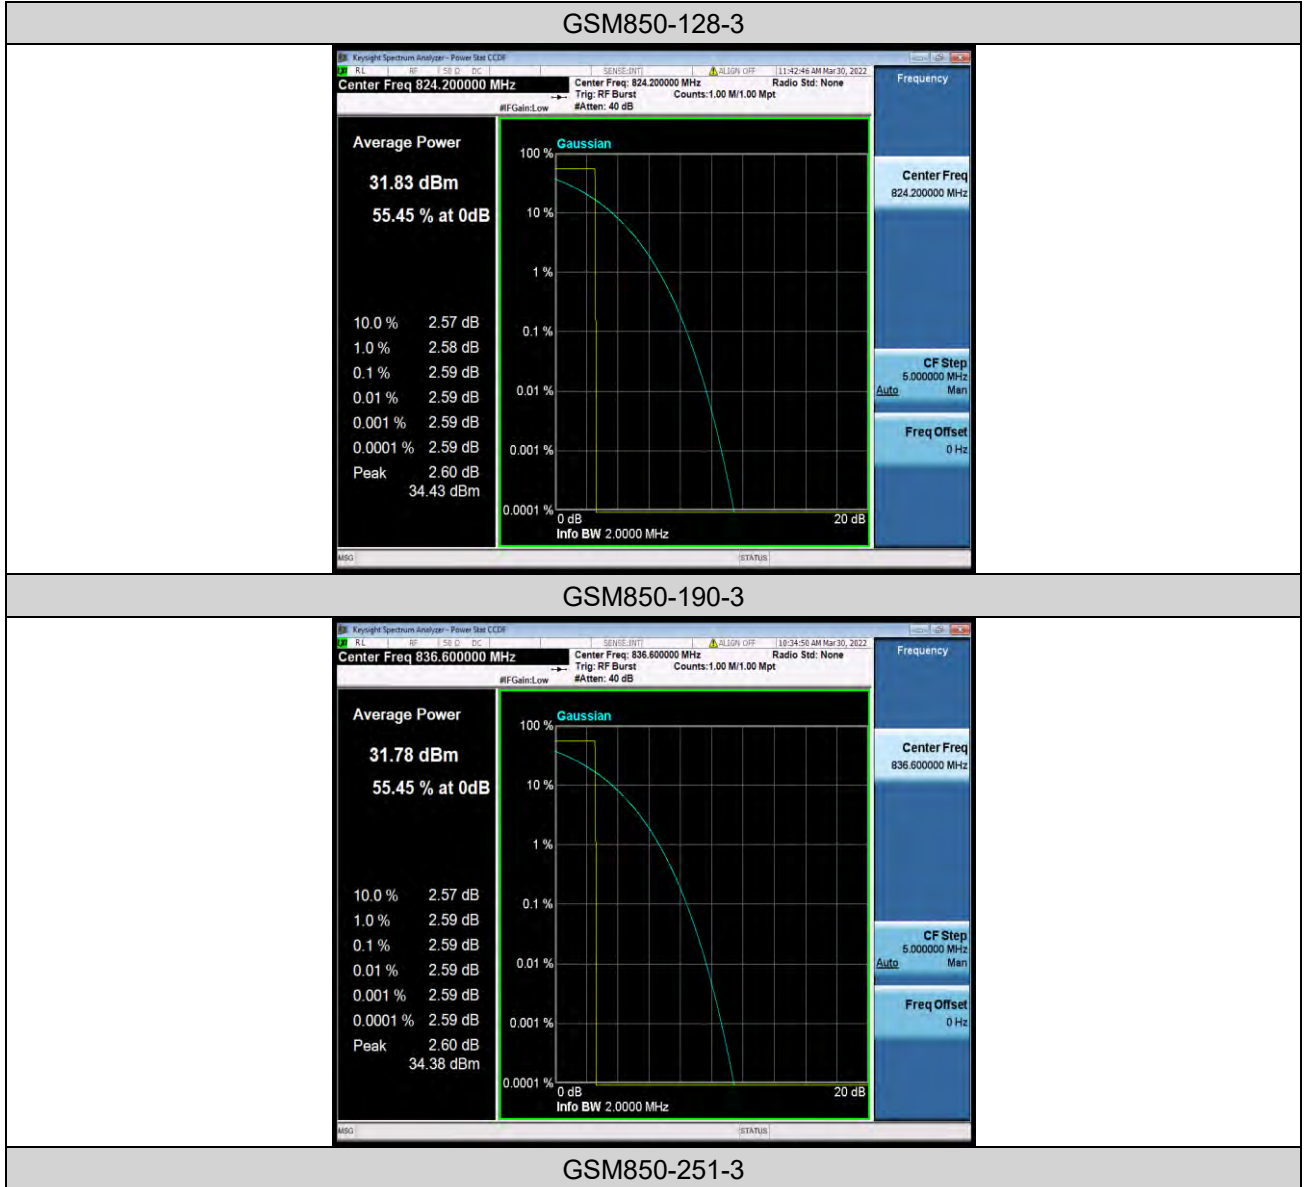 GSM850-128-3
Keysight Spectrum Analyzer - Power Stat CCDF
RL RF 50 Ω DC SENSE:INT ALIGN OFF 11:42:46 AM Mar 30, 2022
Center Freq 824.200000 MHz
Center Freq: 824.200000 MHz Radio Std: None
Trig: RF Burst Counts:1.00 M/1.00 Mpt
#IFGain:Low #Atten: 40 dB
Frequency
Average Power
31.83 dBm
55.45 % at 0dB
10.0 % 2.57 dB
1.0 % 2.58 dB
0.1 % 2.59 dB
0.01 % 2.59 dB
0.001 % 2.59 dB
0.0001 % 2.59 dB
Peak 2.60 dB
34.43 dBm
Gaussian
100 %
10 %
1 %
0.1 %
0.01 %
0.001 %
0.0001 %
0 dB 20 dB
Info BW 2.0000 MHz
Center Freq
824.200000 MHz
CF Step
5.000000 MHz
Auto Man
Freq Offset
0 Hz
MSG STATUS
GSM850-190-3
Keysight Spectrum Analyzer - Power Stat CCDF
RL RF 50 Ω DC SENSE:INT ALIGN OFF 10:34:50 AM Mar 30, 2022
Center Freq 836.600000 MHz
Center Freq: 836.600000 MHz Radio Std: None
Trig: RF Burst Counts:1.00 M/1.00 Mpt
#IFGain:Low #Atten: 40 dB
Frequency
Average Power
31.78 dBm
55.45 % at 0dB
10.0 % 2.57 dB
1.0 % 2.59 dB
0.1 % 2.59 dB
0.01 % 2.59 dB
0.001 % 2.59 dB
0.0001 % 2.59 dB
Peak 2.60 dB
34.38 dBm
Gaussian
100 %
10 %
1 %
0.1 %
0.01 %
0.001 %
0.0001 %
0 dB 20 dB
Info BW 2.0000 MHz
Center Freq
836.600000 MHz
CF Step
5.000000 MHz
Auto Man
Freq Offset
0 Hz
MSG STATUS
GSM850-251-3